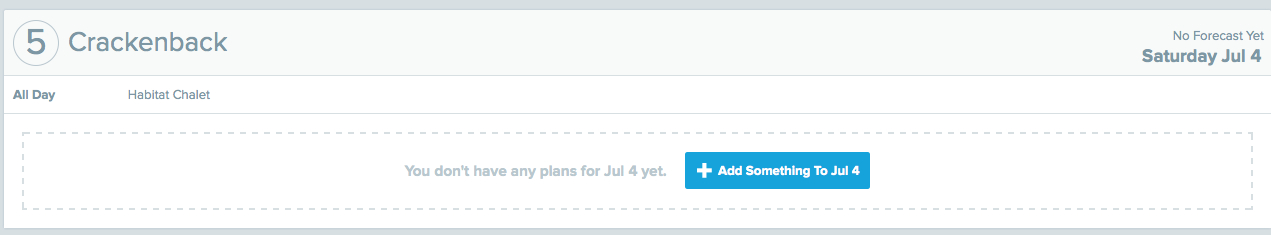 5 Crackenback
No Forecast Yet
Saturday Jul 4
All Day Habitat Chalet
You don't have any plans for Jul 4 yet. Add Something To Jul 4